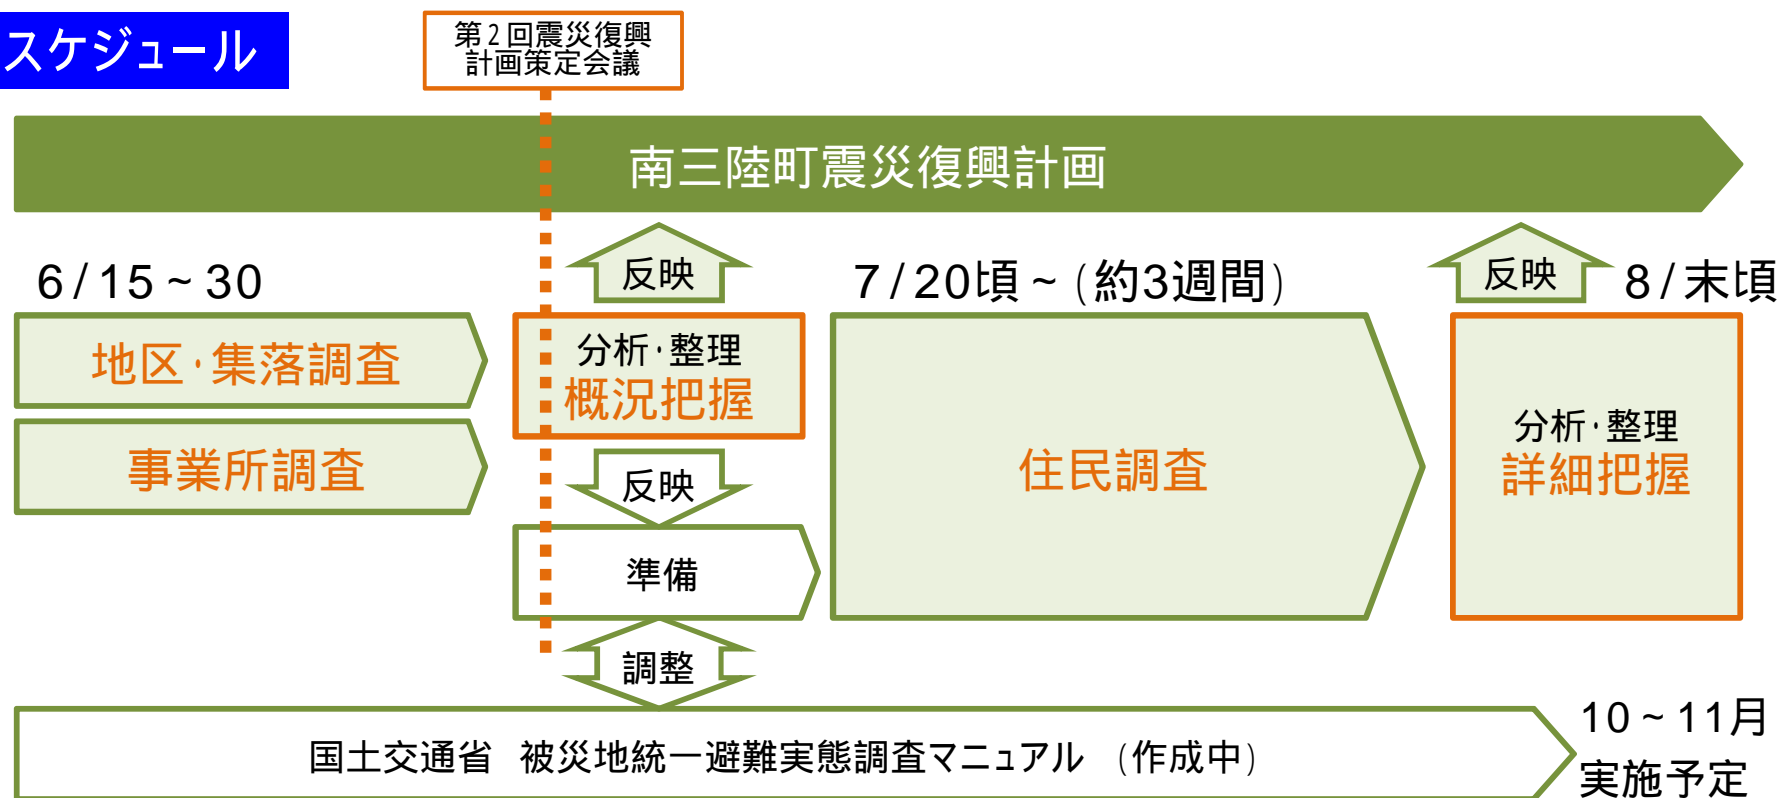 スケジュール
第2回震災復興
計画策定会議
南三陸町震災復興計画
6/15~30
反映
7/20頃~(約3週間)
反映
8/末頃
地区・集落調査
分析・整理
概況把握
事業所調査
反映
住民調査
分析・整理
詳細把握
準備
調整
国土交通省 被災地統一避難実態調査マニュアル (作成中)
10~11月
実施予定